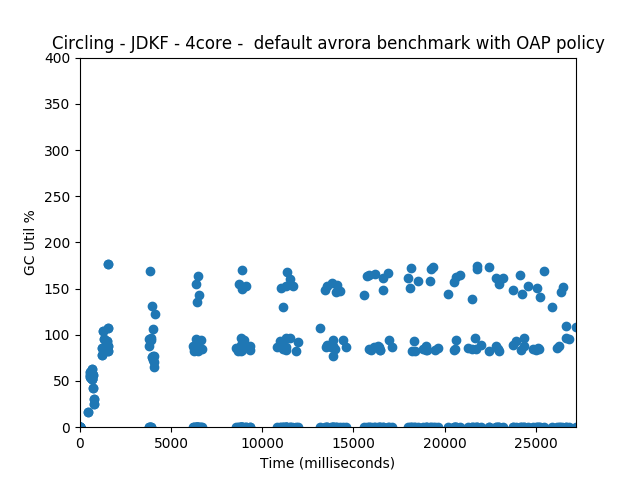 Circling - JDKF - 4core -  default avrora benchmark with OAP policy
400
350
300
250
200
150
100
50
0
GC Util %
0 5000 10000 15000 20000 25000
Time (milliseconds)